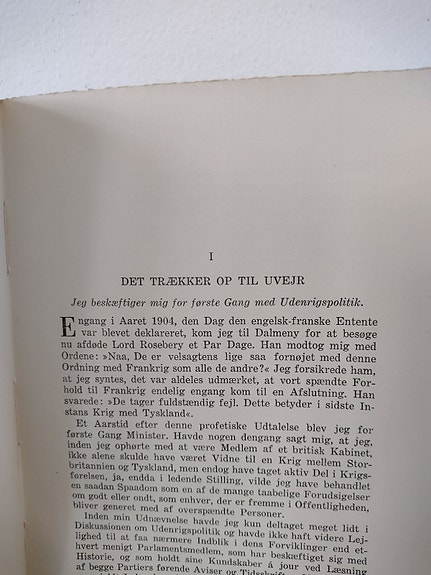 I
DET TRÆKKER OP TIL UVEJR
Jeg beskæftiger mig for første Gang med Udenrigspolitik.
Engang i Aaret 1904, den Dag den engelsk-franske Entente
var blevet deklareret, kom jeg til Dalmeny for at besøge
nu afdøde Lord Rosebery et Par Dage. Han modtog mig med
Ordene: »Naa, De er velsagtens lige saa fornøjet med denne
Ordning med Frankrig som alle de andre?« Jeg forsikrede ham,
at jeg syntes, det var aldeles udmærket, at vort spændte For-
hold til Frankrig endelig engang kom til en Afslutning. Han
svarede: »De tager fuldstændig fejl. Dette betyder i sidste In-
stans Krig med Tyskland«.
Et Aarstid efter denne profetiske Udtalelse blev jeg for
første Gang Minister. Havde nogen dengang sagt mig, at jeg,
inden jeg ophørte med at være Medlem af et britisk Kabinet,
ikke alene skulde have været Vidne til en Krig mellem Stor-
britannien og Tyskland, men endog have taget aktiv Del i Krigs-
førelsen, ja, endda i ledende Stilling, vilde jeg have behandlet
en saadan Spaadom som en af de mange taabelige Forudsigelser
om godt eller ondt, som enhver, der er fremme i Offentligheden,
bliver generet med af overspændte Personer.
Inden min Udnævnelse havde jeg kun deltaget meget lidt i
Diskussionen om Udenrigspolitik og havde ikke haft videre Lej-
lighed til at faa nærmere Indblik i dens Forviklinger end et-
hvert menigt Parlamentsmedlem, som har beskæftiget sig med
Historie, og som holdt sine Kundskaber á jour ved Læsning
af begge Partiers førende Aviser og